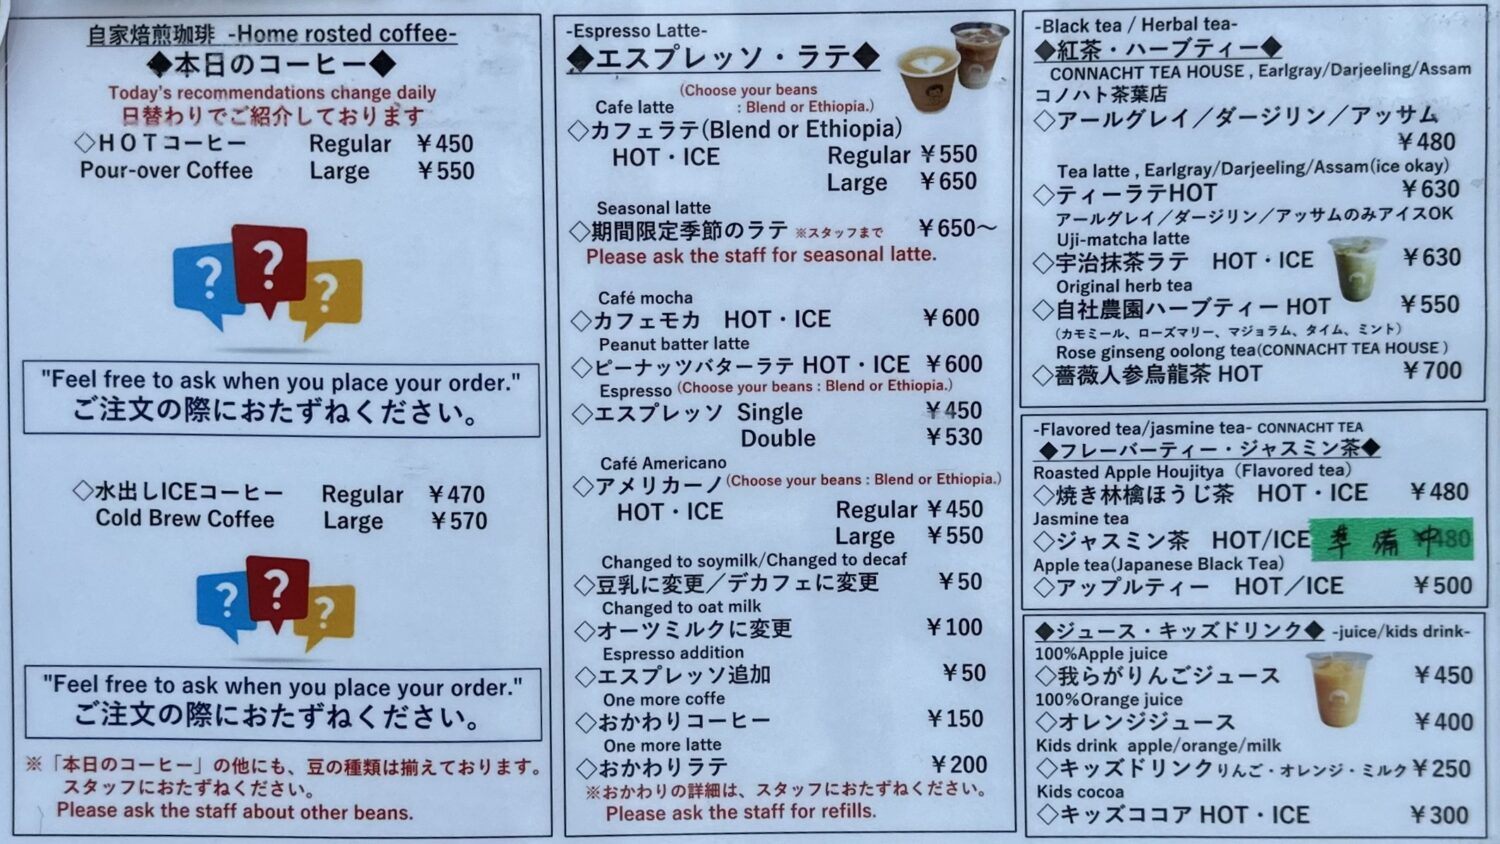 自家焙煎珈琲 -Home rosted coffee-
◆本日のコーヒー◆
Today's recommendations change daily
日替わりでご紹介しております
◇HOTコーヒー Regular ¥450
Pour-over Coffee Large ¥550
? ? ?
"Feel free to ask when you place your order."
ご注文の際におたずねください。
◇水出しICEコーヒー Regular ¥470
Cold Brew Coffee Large ¥570
? ? ?
"Feel free to ask when you place your order."
ご注文の際におたずねください。
※「本日のコーヒー」の他にも、豆の種類は揃えております。
スタッフにおたずねください。
Please ask the staff about other beans.
-Espresso Latte-
◆エスプレッソ・ラテ◆
(Choose your beans
Cafe latte : Blend or Ethiopia.)
◇カフェラテ(Blend or Ethiopia)
HOT・ICE Regular ¥550
Large ¥650
Seasonal latte
◇期間限定季節のラテ ※スタッフまで ¥650～
Please ask the staff for seasonal latte.
Café mocha
◇カフェモカ HOT・ICE ¥600
Peanut batter latte
◇ピーナッツバターラテ HOT・ICE ¥600
Espresso (Choose your beans : Blend or Ethiopia.)
◇エスプレッソ Single ¥450
Double ¥530
Café Americano
◇アメリカーノ (Choose your beans : Blend or Ethiopia.)
HOT・ICE Regular ¥450
Large ¥550
Changed to soymilk/Changed to decaf
◇豆乳に変更／デカフェに変更 ¥50
Changed to oat milk
◇オーツミルクに変更 ¥100
Espresso addition
◇エスプレッソ追加 ¥50
One more coffe
◇おかわりコーヒー ¥150
One more latte
◇おかわりラテ ¥200
※おかわりの詳細は、スタッフにおたずねください。
Please ask the staff for refills.
-Black tea / Herbal tea-
◆紅茶・ハーブティー◆
CONNACHT TEA HOUSE , Earlgray/Darjeeling/Assam
コノハト茶葉店
◇アールグレイ／ダージリン／アッサム
¥480
Tea latte , Earlgray/Darjeeling/Assam(ice okay)
◇ティーラテHOT ¥630
アールグレイ／ダージリン／アッサムのみアイスOK
Uji-matcha latte
◇宇治抹茶ラテ HOT・ICE ¥630
Original herb tea
◇自社農園ハーブティー HOT ¥550
(カモミール、ローズマリー、マジョラム、タイム、ミント)
Rose ginseng oolong tea(CONNACHT TEA HOUSE )
◇薔薇人参烏龍茶 HOT ¥700
-Flavored tea/jasmine tea- CONNACHT TEA
◆フレーバーティー・ジャスミン茶◆
Roasted Apple Houjitya（Flavored tea）
◇焼き林檎ほうじ茶 HOT・ICE ¥480
Jasmine tea
◇ジャスミン茶 HOT/ICE 準備中 ¥480
Apple tea(Japanese Black Tea)
◇アップルティー HOT／ICE ¥500
◆ジュース・キッズドリンク◆ -juice/kids drink-
100%Apple juice
◇我らがりんごジュース ¥450
100%Orange juice
◇オレンジジュース ¥400
Kids drink apple/orange/milk
◇キッズドリンクりんご・オレンジ・ミルク ¥250
Kids cocoa
◇キッズココア HOT・ICE ¥300